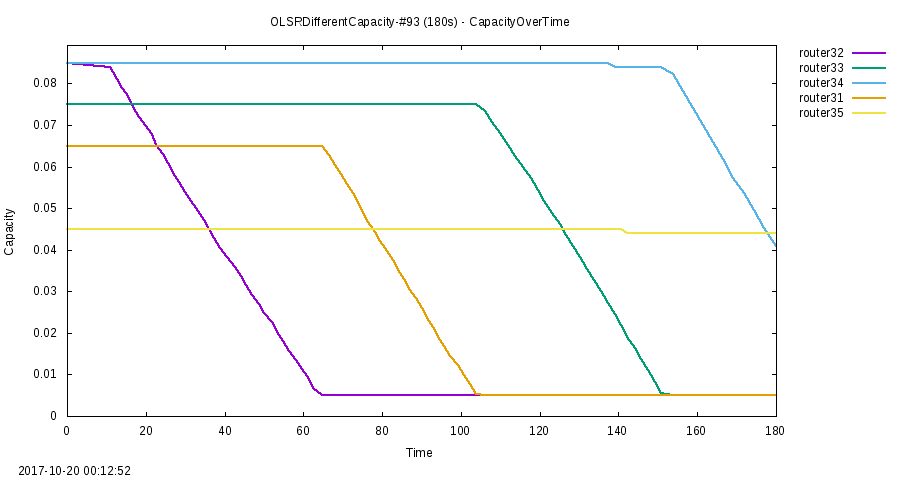 OLSRDifferentCapacity-#93 (180s) - CapacityOverTime
router32
router33
router34
router31
router35
0.08
0.07
0.06
0.05
0.04
0.03
0.02
0.01
0
Capacity
0 20 40 60 80 100 120 140 160 180
Time
2017-10-20 00:12:52